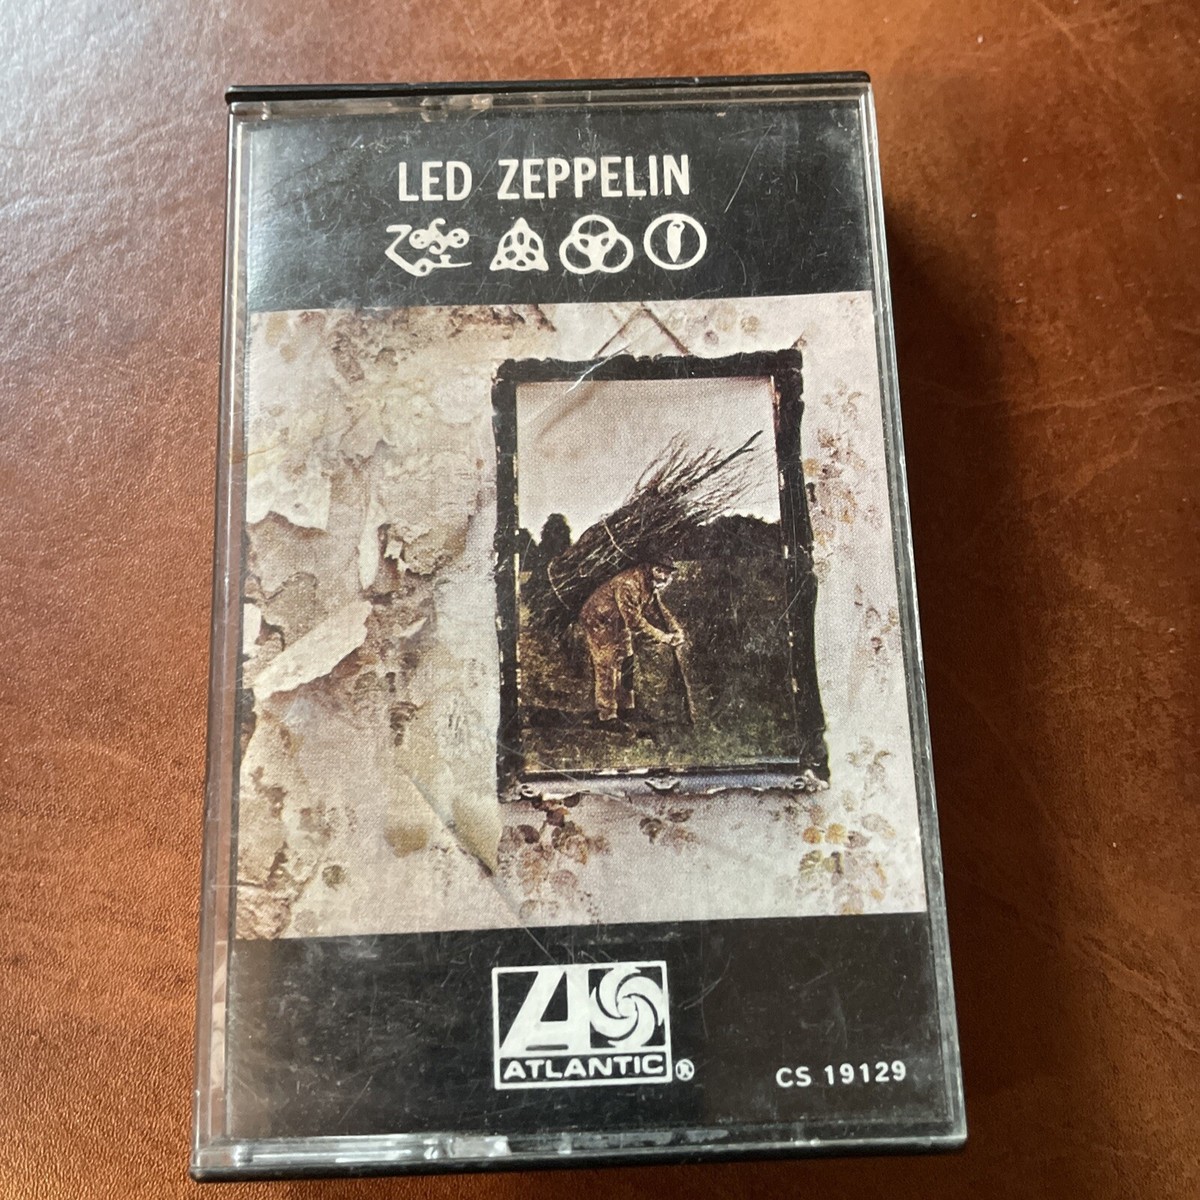 LED ZEPPELIN
ATLANTIC®
CS 19129